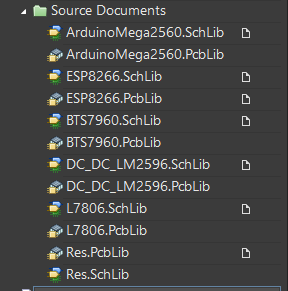 Source Documents
ArduinoMega2560.SchLib
ArduinoMega2560.PcbLib
ESP8266.SchLib
ESP8266.PcbLib
BTS7960.SchLib
BTS7960.PcbLib
DC_DC_LM2596.SchLib
DC_DC_LM2596.PcbLib
L7806.SchLib
L7806.PcbLib
Res.PcbLib
Res.SchLib